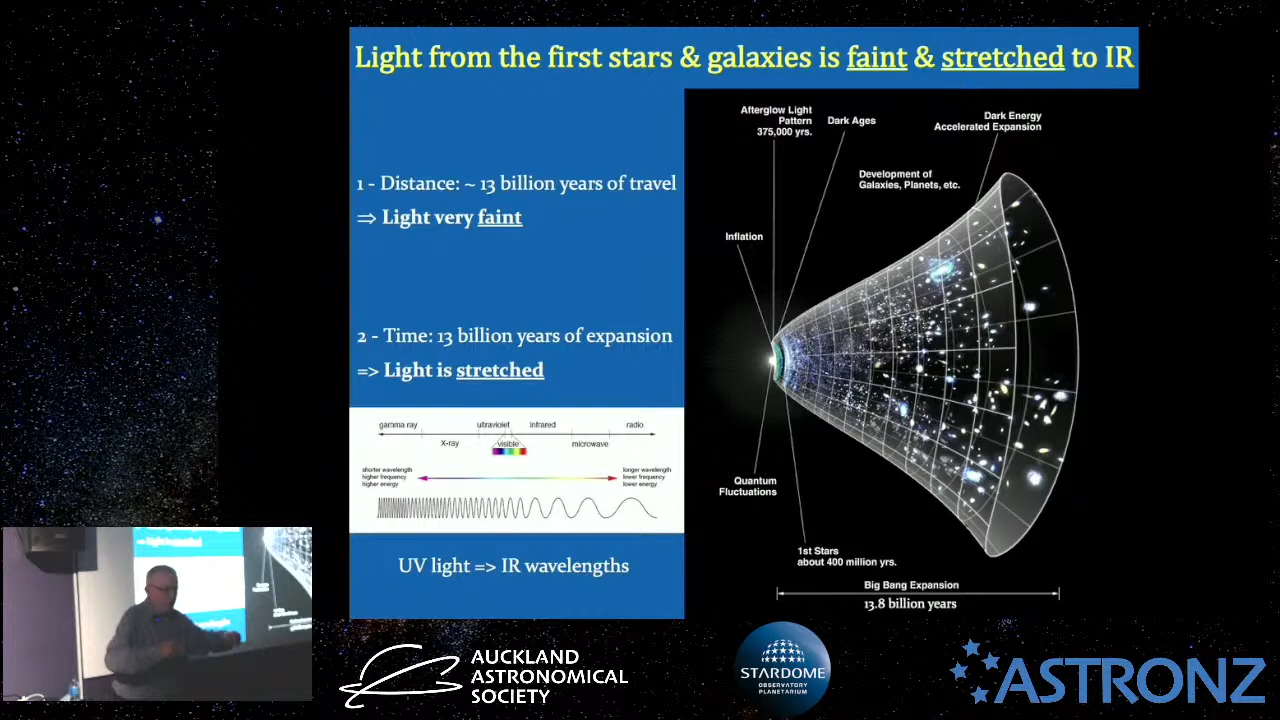 Light from the first stars & galaxies is faint & stretched to IR
1 - Distance: ~ 13 billion years of travel
⇒ Light very faint
2 - Time: 13 billion years of expansion
=> Light is stretched
gamma ray
ultraviolet
infrared
radio
X-ray
visible
microwave
shorter wavelength
higher frequency
higher energy
longer wavelength
lower frequency
lower energy
UV light => IR wavelengths
Afterglow Light
Pattern
375,000 yrs.
Dark Ages
Dark Energy
Accelerated Expansion
Development of
Galaxies, Planets, etc.
Inflation
Quantum
Fluctuations
1st Stars
about 400 million yrs.
Big Bang Expansion
13.8 billion years
AUCKLAND
ASTRONOMICAL
SOCIETY
STARDOME
OBSERVATORY
PLANETARIUM
ASTRONZ